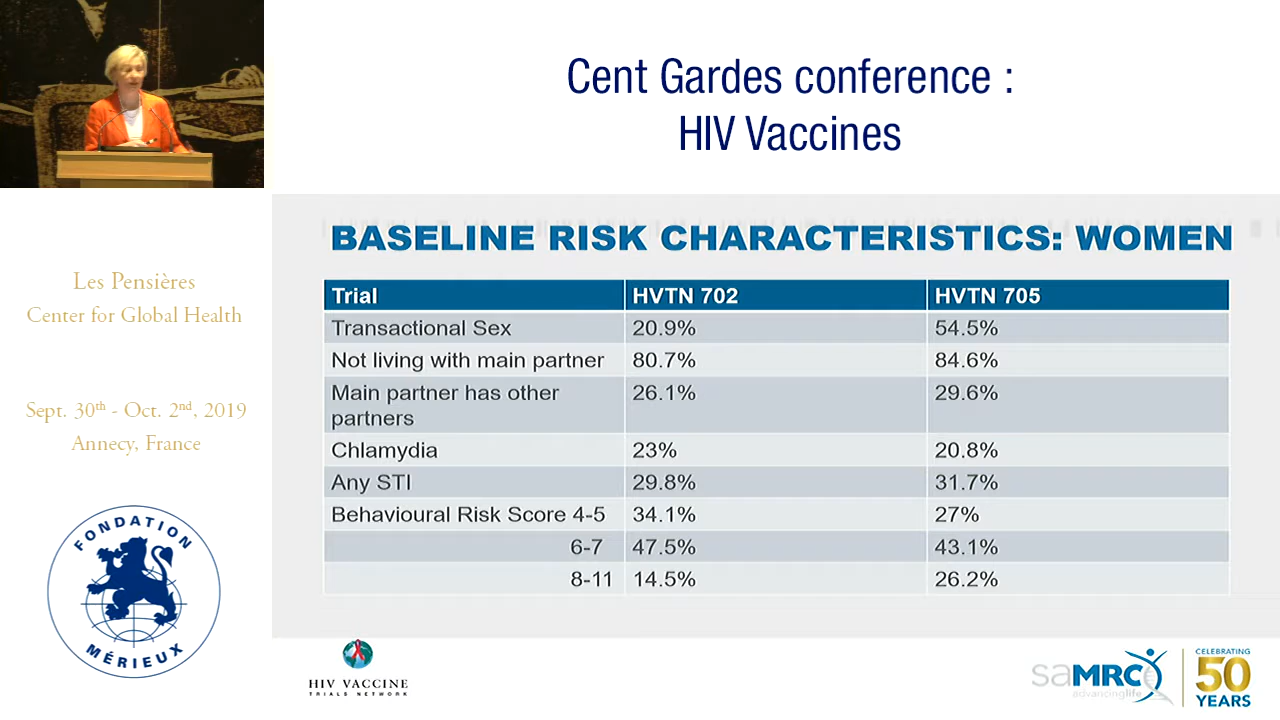 Cent Gardes conference :
HIV Vaccines
Les Pensières
Center for Global Health
Sept. 30th - Oct. 2nd, 2019
Annecy, France
FONDATION
MÉRIEUX
BASELINE RISK CHARACTERISTICS: WOMEN
Trial HVTN 702 HVTN 705
Transactional Sex 20.9% 54.5%
Not living with main partner 80.7% 84.6%
Main partner has other 26.1% 29.6%
partners
Chlamydia 23% 20.8%
Any STI 29.8% 31.7%
Behavioural Risk Score 4-5 34.1% 27%
6-7 47.5% 43.1%
8-11 14.5% 26.2%
HIV VACCINE
TRIALS NETWORK
saMRC
advancinglife
CELEBRATING
50
YEARS